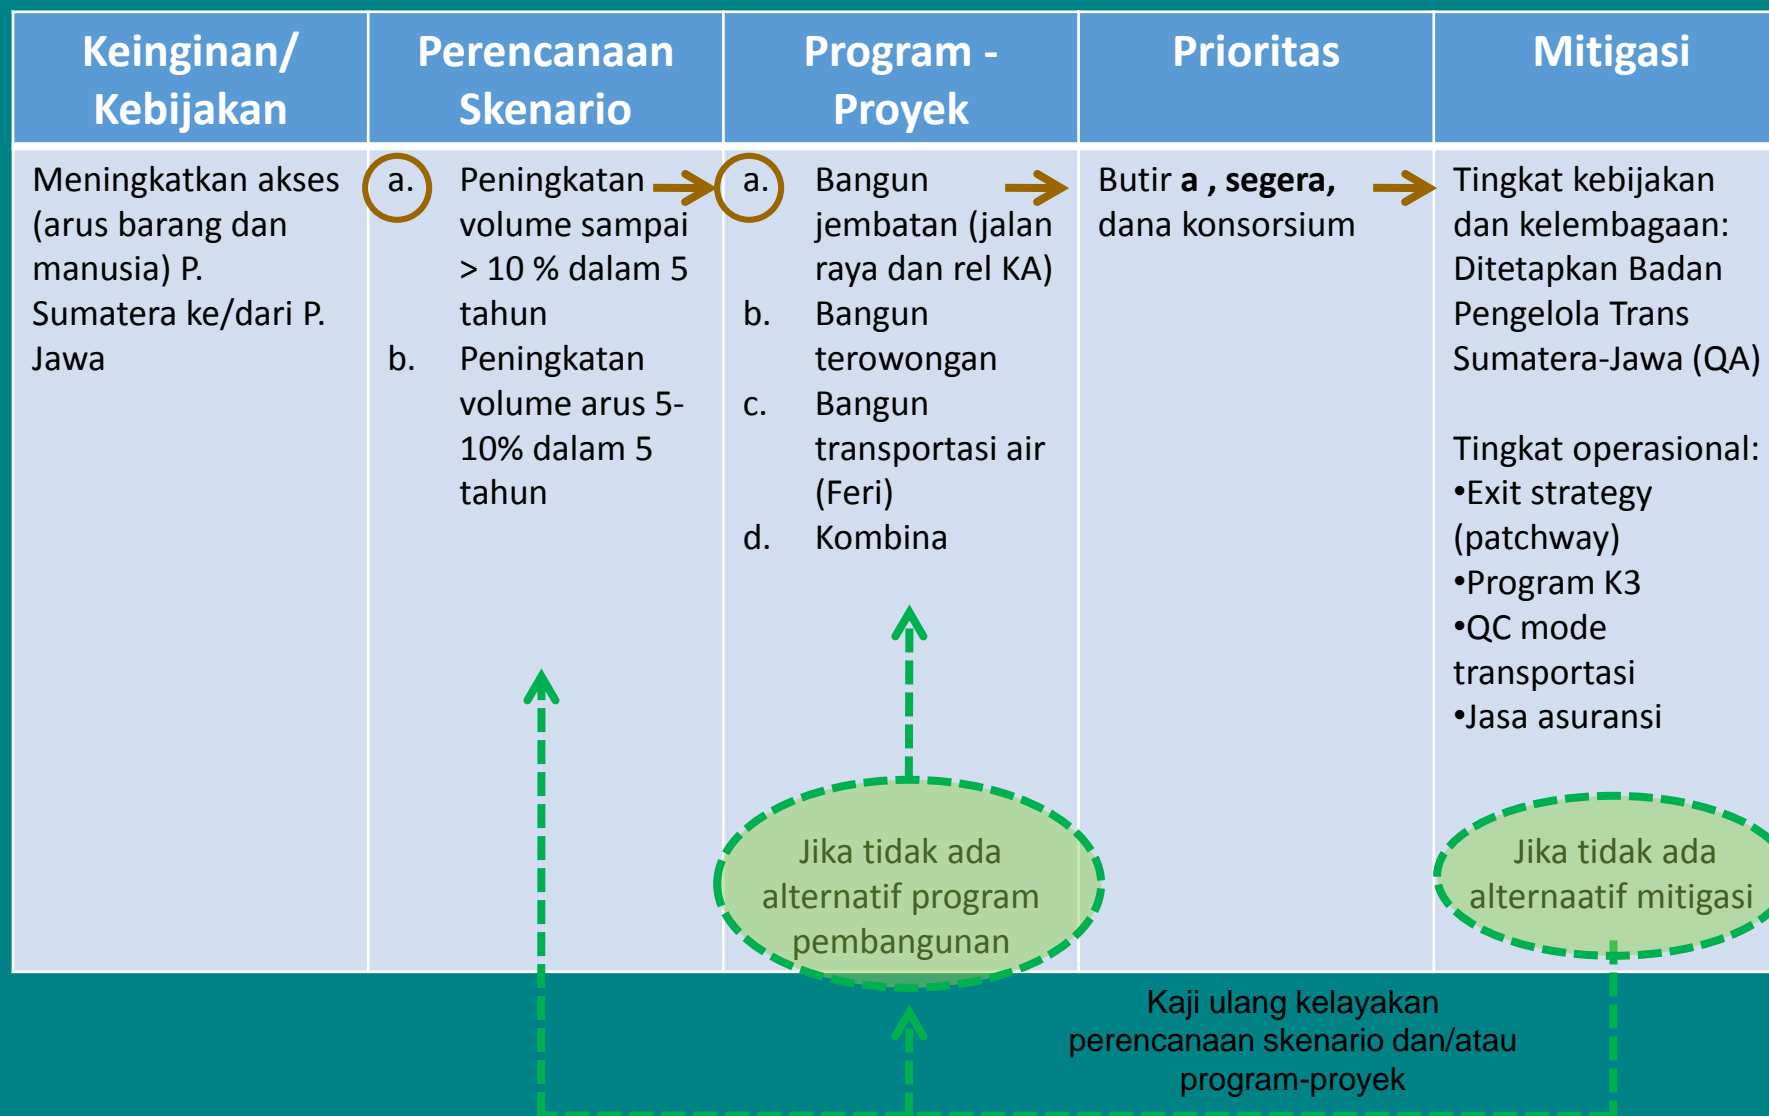 Keinginan/
Kebijakan
Perencanaan
Skenario
Program -
Proyek
Prioritas
Mitigasi
Meningkatkan akses
(arus barang dan
manusia) P.
Sumatera ke/dari P.
Jawa
a. Peningkatan
volume sampai
> 10 % dalam 5
tahun
b. Peningkatan
volume arus 5-
10% dalam 5
tahun
a. Bangun
jembatan (jalan
raya dan rel KA)
b. Bangun
terowongan
c. Bangun
transportasi air
(Feri)
d. Kombina
Butir a , segera,
dana konsorsium
Tingkat kebijakan
dan kelembagaan:
Ditetapkan Badan
Pengelola Trans
Sumatera-Jawa (QA)
Tingkat operasional:
•Exit strategy
(patchway)
•Program K3
•QC mode
transportasi
•Jasa asuransi
Jika tidak ada
alternatif program
pembangunan
Jika tidak ada
alternaatif mitigasi
Kaji ulang kelayakan
perencanaan skenario dan/atau
program-proyek